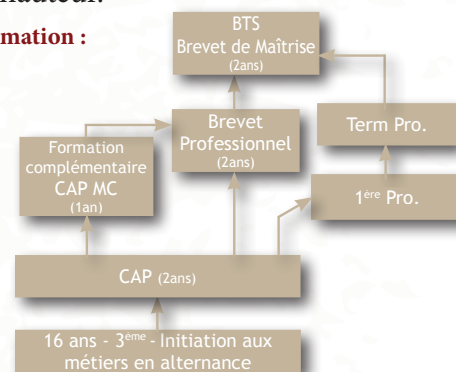 hauteur.
mation :
BTS
Brevet de Maîtrise
(2ans)
Brevet
Professionnel
(2ans)
Term Pro.
Formation
complémentaire
CAP MC
(1an)
1ère Pro.
CAP (2ans)
16 ans - 3ème - Initiation aux
métiers en alternance